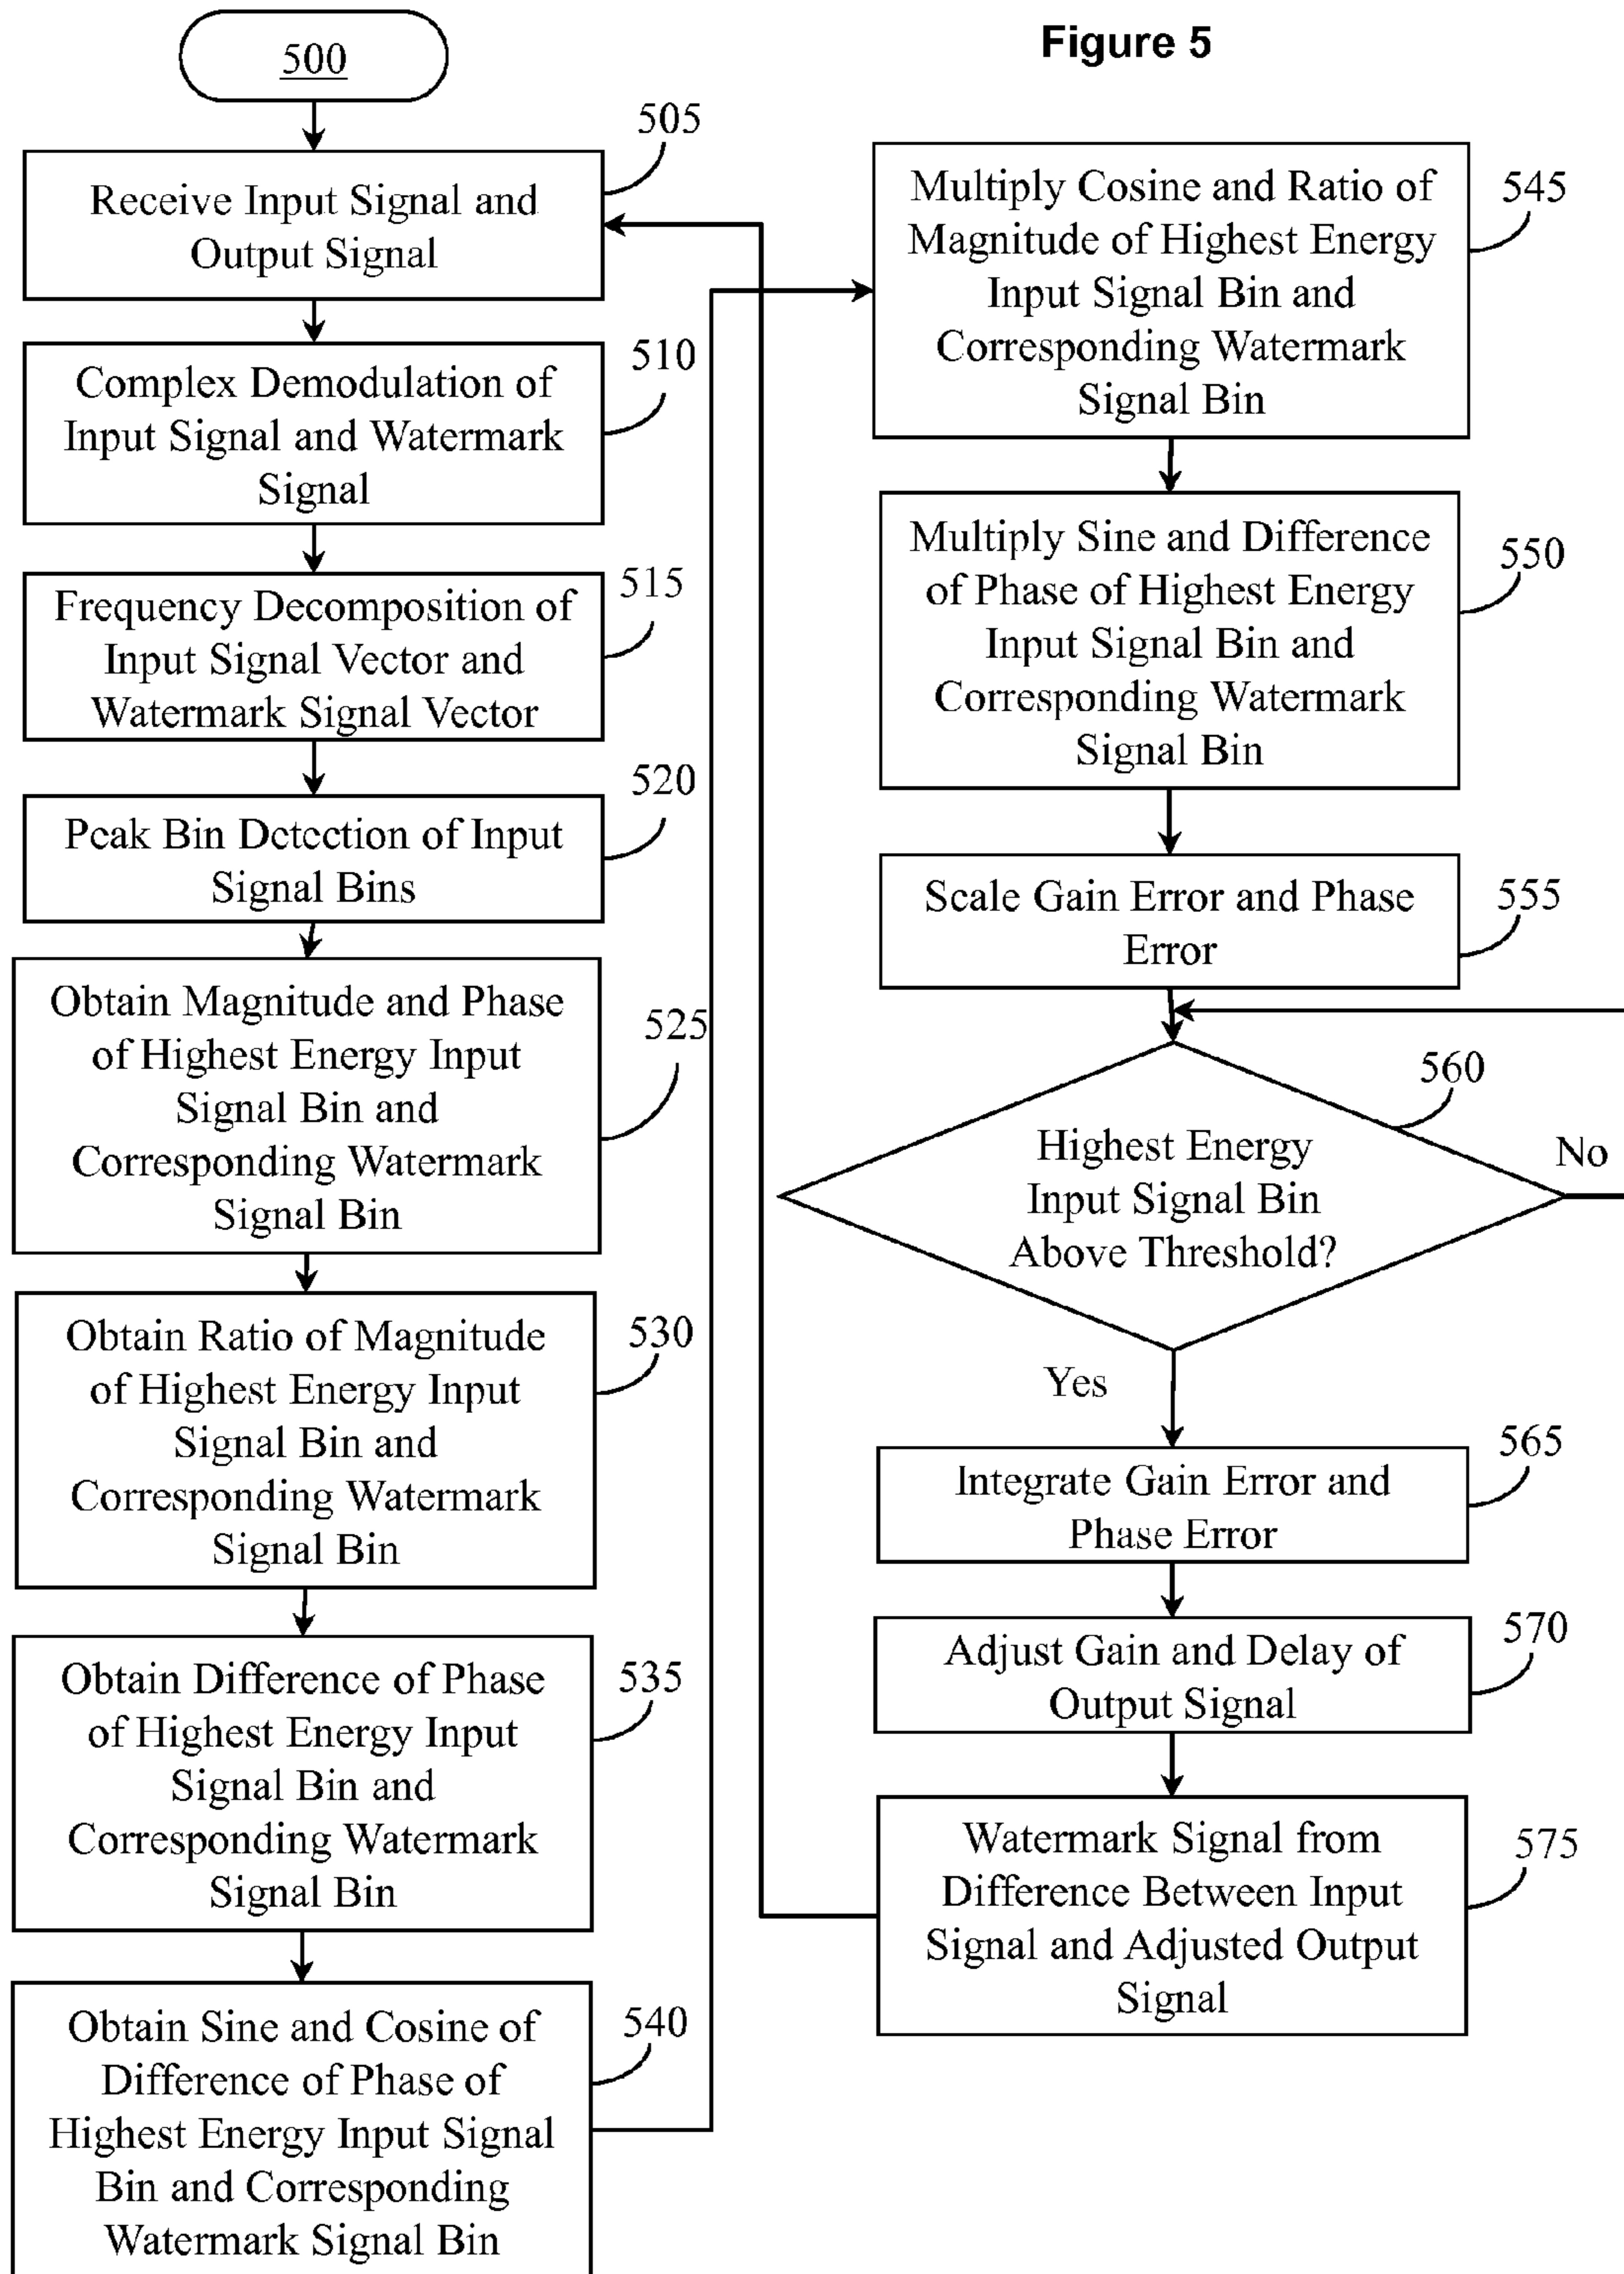 Figure 5
500
505
Receive Input Signal and
Output Signal
510
Complex Demodulation of
Input Signal and Watermark
Signal
515
Frequency Decomposition of
Input Signal Vector and
Watermark Signal Vector
520
Peak Bin Detection of Input
Signal Bins
525
Obtain Magnitude and Phase
of Highest Energy Input
Signal Bin and
Corresponding Watermark
Signal Bin
530
Obtain Ratio of Magnitude
of Highest Energy Input
Signal Bin and
Corresponding Watermark
Signal Bin
535
Obtain Difference of Phase
of Highest Energy Input
Signal Bin and
Corresponding Watermark
Signal Bin
540
Obtain Sine and Cosine of
Difference of Phase of
Highest Energy Input Signal
Bin and Corresponding
Watermark Signal Bin
545
Multiply Cosine and Ratio of
Magnitude of Highest Energy
Input Signal Bin and
Corresponding Watermark
Signal Bin
550
Multiply Sine and Difference
of Phase of Highest Energy
Input Signal Bin and
Corresponding Watermark
Signal Bin
555
Scale Gain Error and Phase
Error
560
Highest Energy
Input Signal Bin
Above Threshold?
No
Yes
565
Integrate Gain Error and
Phase Error
570
Adjust Gain and Delay of
Output Signal
575
Watermark Signal from
Difference Between Input
Signal and Adjusted Output
Signal